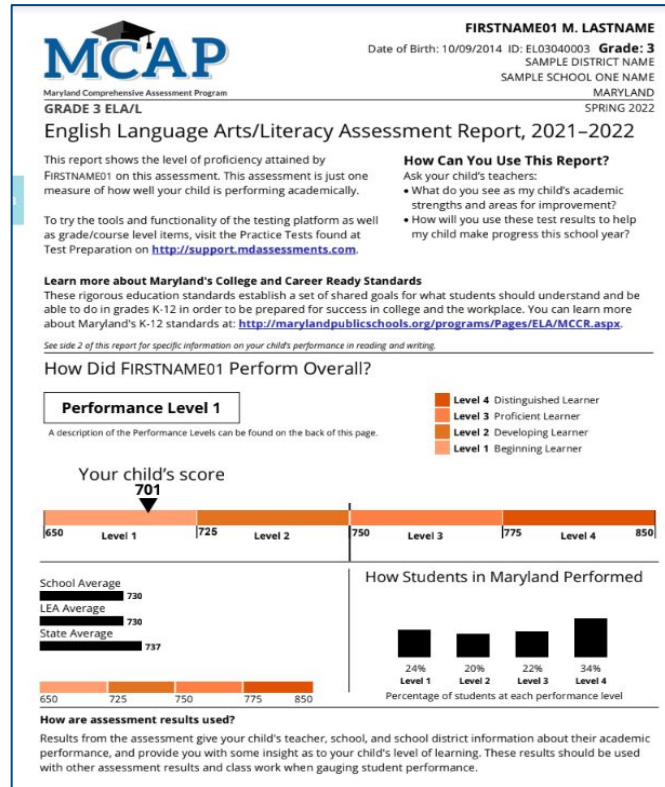 MCAP
Maryland Comprehensive Assessment Program
FIRSTNAME01 M. LASTNAME
Date of Birth: 10/09/2014 ID: EL03040003 Grade: 3
SAMPLE DISTRICT NAME
SAMPLE SCHOOL ONE NAME
MARYLAND
GRADE 3 ELA/L
SPRING 2022
English Language Arts/Literacy Assessment Report, 2021–2022
This report shows the level of proficiency attained by
FIRSTNAME01 on this assessment. This assessment is just one
measure of how well your child is performing academically.
To try the tools and functionality of the testing platform as well
as grade/course level items, visit the Practice Tests found at
Test Preparation on http://support.mdassessments.com.
How Can You Use This Report?
Ask your child's teachers:
• What do you see as my child's academic
strengths and areas for improvement?
• How will you use these test results to help
my child make progress this school year?
Learn more about Maryland's College and Career Ready Standards
These rigorous education standards establish a set of shared goals for what students should understand and be
able to do in grades K-12 in order to be prepared for success in college and the workplace. You can learn more
about Maryland's K-12 standards at: http://marylandpublicschools.org/programs/Pages/ELA/MCCR.aspx.
See side 2 of this report for specific information on your child's performance in reading and writing.
How Did FIRSTNAME01 Perform Overall?
Performance Level 1
A description of the Performance Levels can be found on the back of this page.
Level 4 Distinguished Learner
Level 3 Proficient Learner
Level 2 Developing Learner
Level 1 Beginning Learner
Your child's score
701
650 Level 1 725 Level 2 750 Level 3 775 Level 4 850
School Average
730
LEA Average
730
State Average
737
650 725 750 775 850
How Students in Maryland Performed
24% 20% 22% 34%
Level 1 Level 2 Level 3 Level 4
Percentage of students at each performance level
How are assessment results used?
Results from the assessment give your child's teacher, school, and school district information about their academic
performance, and provide you with some insight as to your child's level of learning. These results should be used
with other assessment results and class work when gauging student performance.